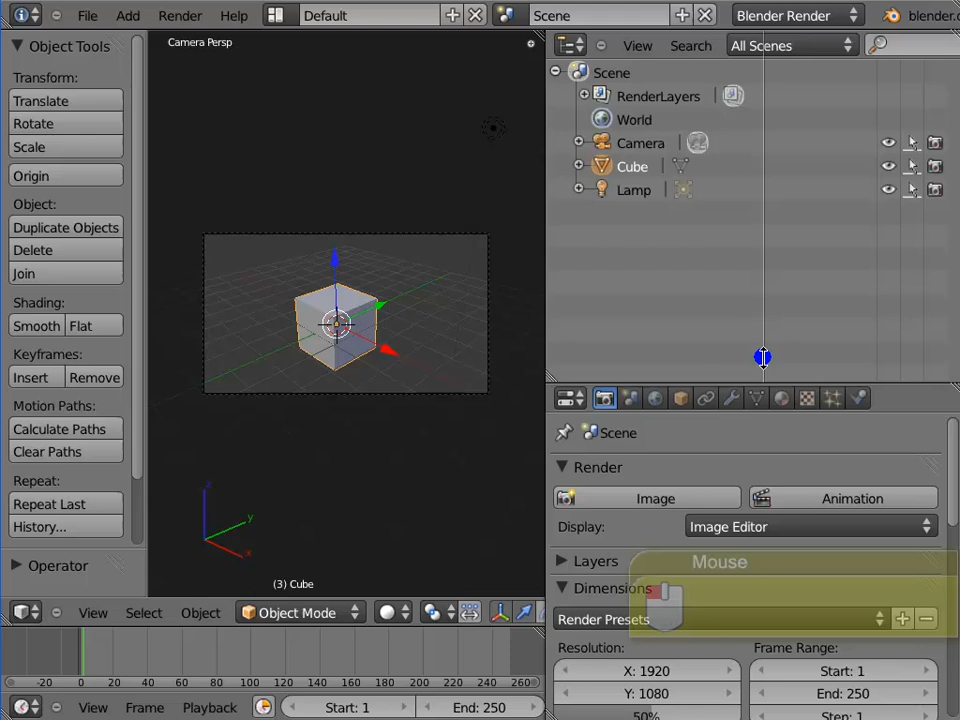 File Add Render Help Default Scene Blender Render
Object Tools
Transform:
Translate
Rotate
Scale
Origin
Object:
Duplicate Objects
Delete
Join
Shading:
Smooth Flat
Keyframes:
Insert Remove
Motion Paths:
Calculate Paths
Clear Paths
Repeat:
Repeat Last
History...
Operator
Camera Persp
z
y
x
(3) Cube
View Select Object Object Mode
-20 0 20 40 60 80 100 120 140 160 180 200 220 240 260
View Frame Playback Start: 1 End: 250
View Search All Scenes
Scene
RenderLayers
World
Camera
Cube
Lamp
Scene
Render
Image Animation
Display: Image Editor
Layers
Mouse
Dimensions
Render Presets
Resolution: Frame Range:
X: 1920 Start: 1
Y: 1080 End: 250
50% Step: 1